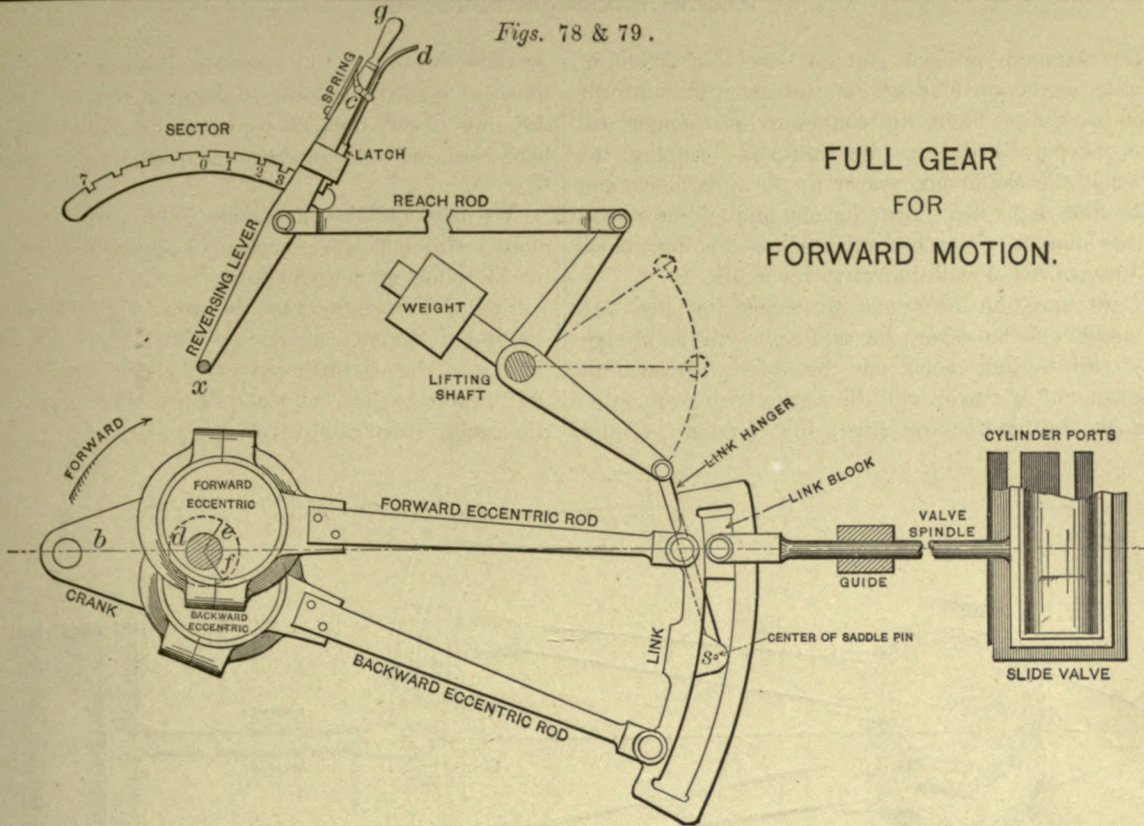 Figs. 78 & 79.
g
d
SPRING
c
SECTOR
LATCH
7 0 1 2 3
REACH ROD
REVERSING LEVER
x
WEIGHT
LIFTING
SHAFT
FULL GEAR
FOR
FORWARD MOTION.
FORWARD
LINK HANGER
LINK BLOCK
CYLINDER PORTS
FORWARD
ECCENTRIC
FORWARD ECCENTRIC ROD
VALVE
SPINDLE
b
d
e
f
GUIDE
CRANK
BACKWARD
ECCENTRIC
BACKWARD ECCENTRIC ROD
LINK
CENTER OF SADDLE PIN
S
SLIDE VALVE